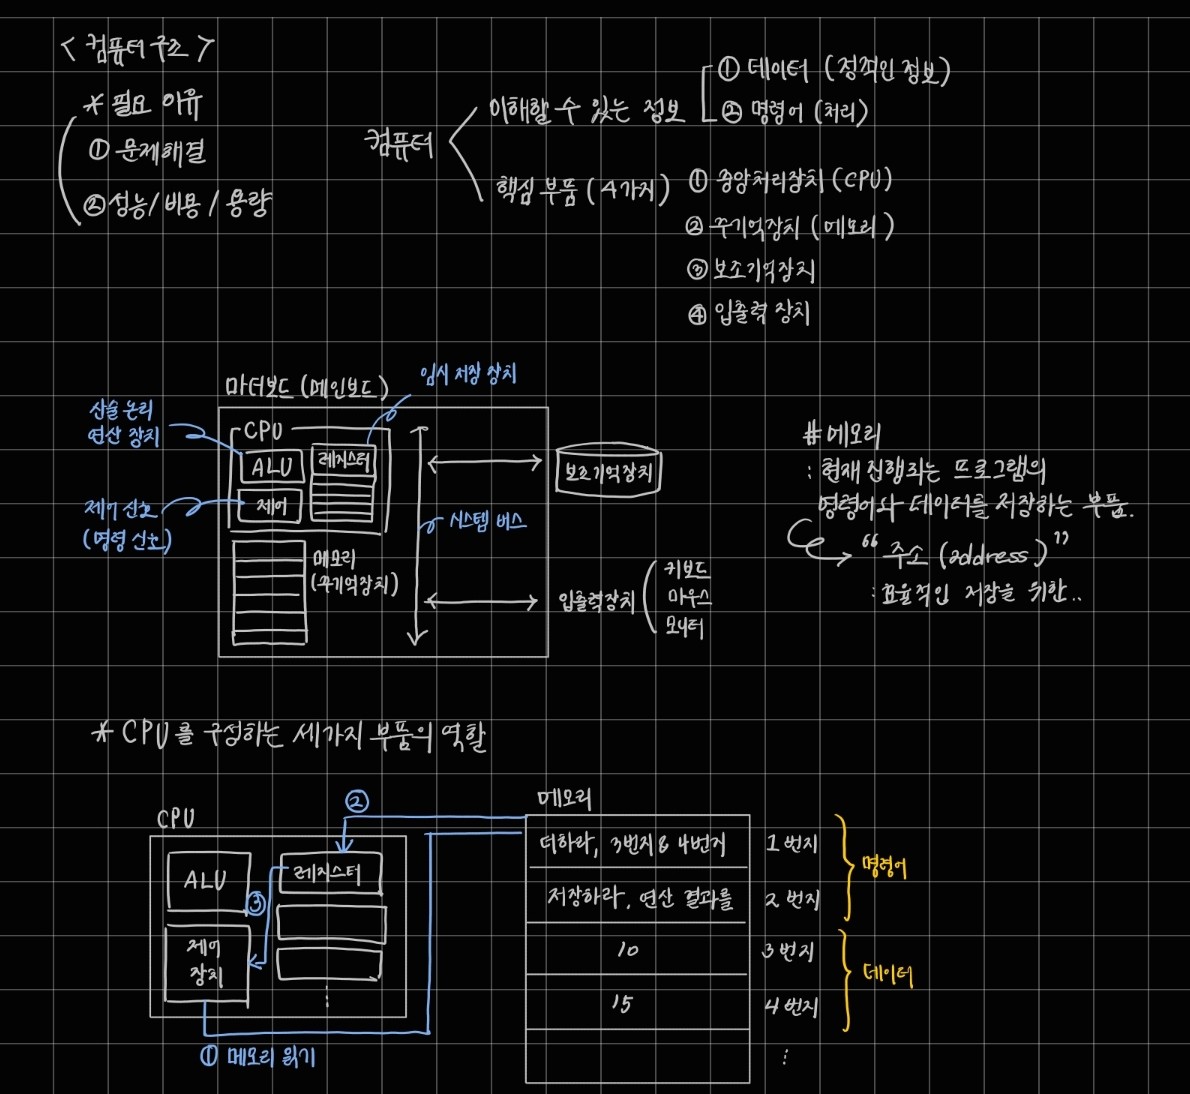 < 컴퓨터 구조 >
* 필요 이유
① 문제해결
② 성능 / 비용 / 용량
컴퓨터
이해할 수 있는 정보
① 데이터 (정적인 정보)
② 명령어 (처리)
핵심 부품 (4가지)
① 중앙처리장치 (CPU)
② 주기억장치 (메모리)
③ 보조기억장치
④ 입출력 장치
마더보드 (메인보드)
임시 저장 장치
산술 논리
연산 장치
CPU
ALU
레지스터
제어
제어 신호
(명령 신호)
시스템 버스
메모리
(주기억장치)
보조기억장치
입출력장치
키보드
마우스
모니터
# 메모리
: 현재 실행되는 프로그램의
명령어와 데이터를 저장하는 부품.
“ 주소 (address) ”
: 효율적인 저장을 위한..
* CPU를 구성하는 세가지 부품의 역할
CPU
ALU
레지스터
제어
장치
⋮
②
③
① 메모리 읽기
메모리
더하라, 3번지 & 4번지 1번지
저장하라, 연산 결과를 2번지
명령어
10 3번지
15 4번지
데이터
⋮